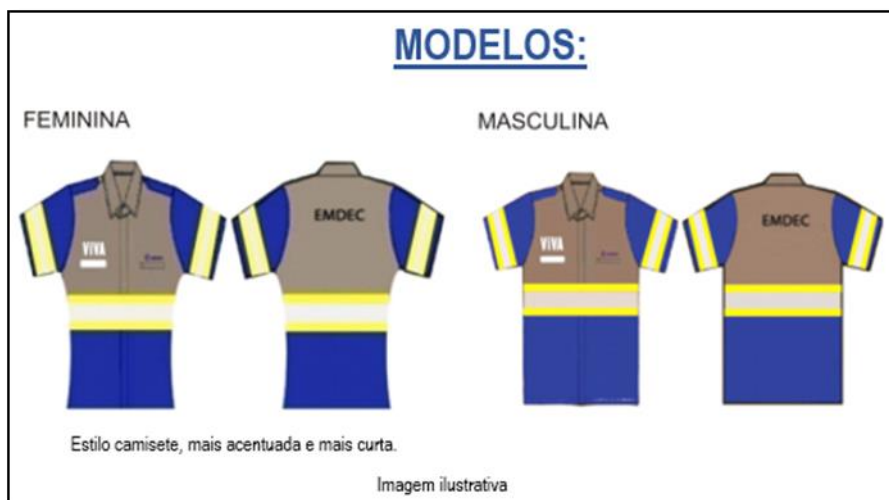 MODELOS:
FEMININA
MASCULINA
EMDEC
EMDEC
ViVA
ViVA
Estilo camisete, mais acentuada e mais curta.
Imagem ilustrativa